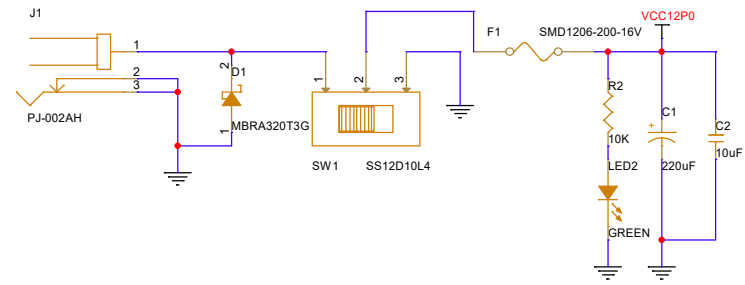 J1
F1
SMD1206-200-16V
VCC12P0
1
2
3
PJ-002AH
2
D1
1
MBRA320T3G
1
2
3
SW1
SS12D10L4
R2
10K
LED2
GREEN
C1
+
220uF
C2
10uF